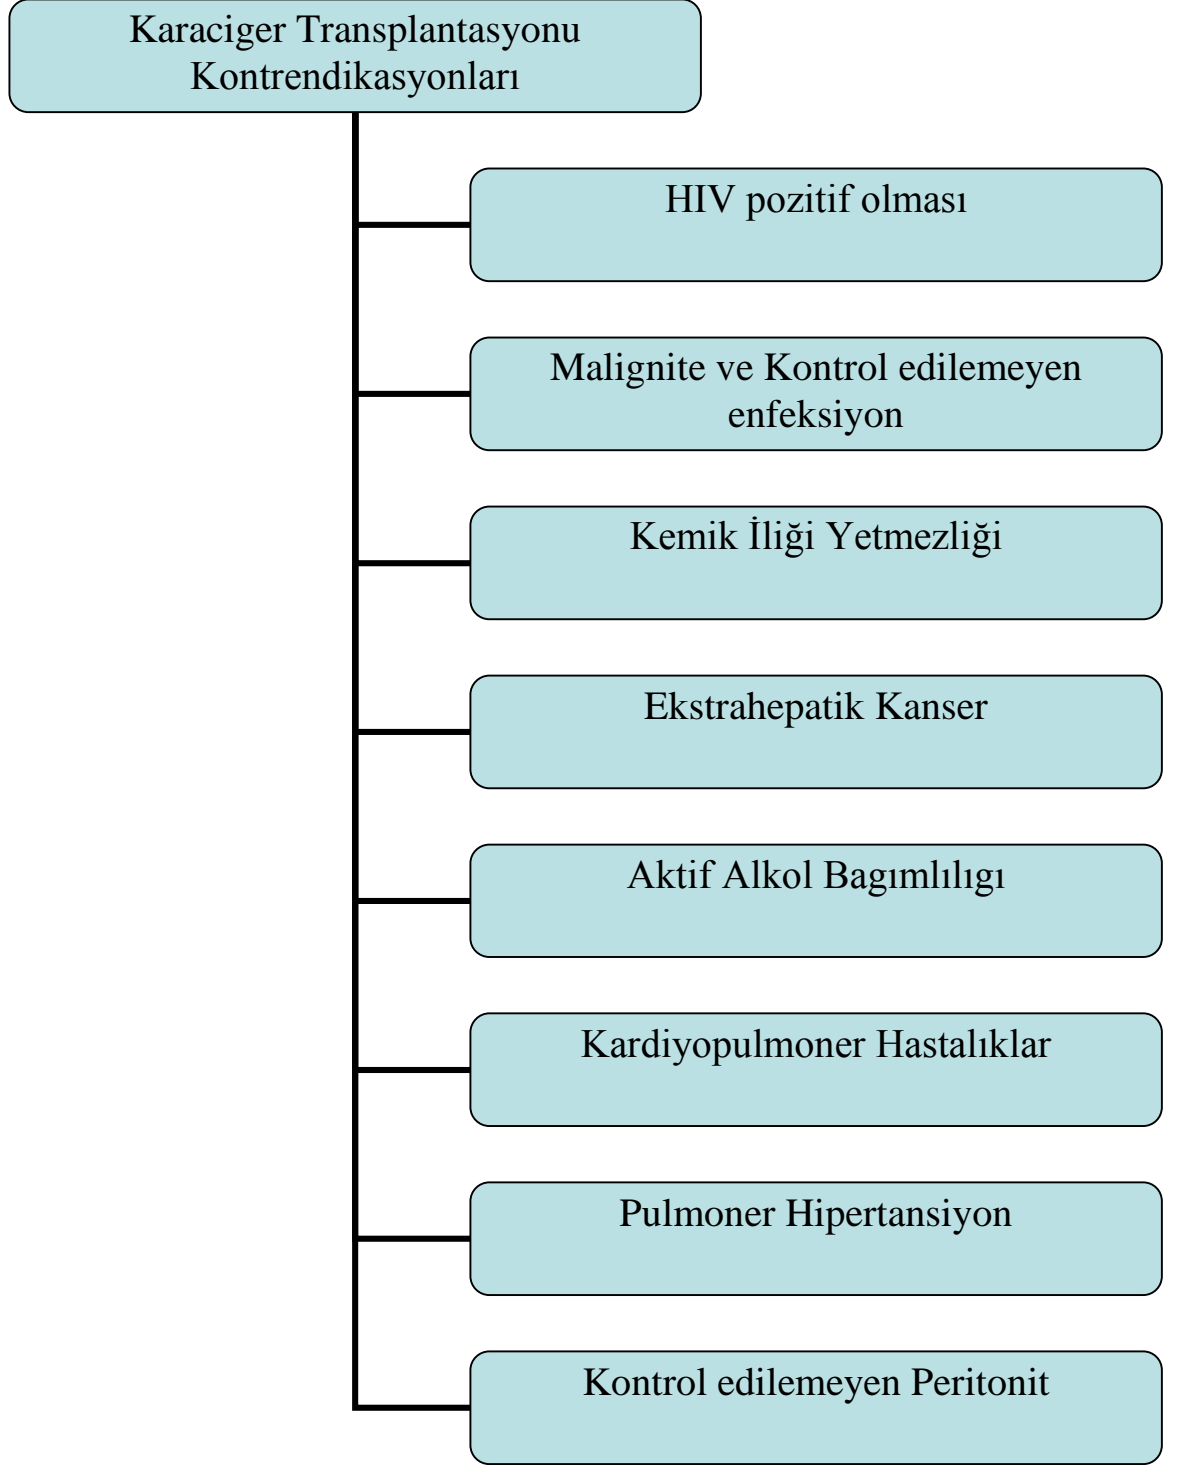 Karaciger Transplantasyonu
Kontrendikasyonları
HIV pozitif olması
Malignite ve Kontrol edilemeyen
enfeksiyon
Kemik İliği Yetmezliği
Ekstrahepatik Kanser
Aktif Alkol Bagımlılıgı
Kardiyopulmoner Hastalıklar
Pulmoner Hipertansiyon
Kontrol edilemeyen Peritonit